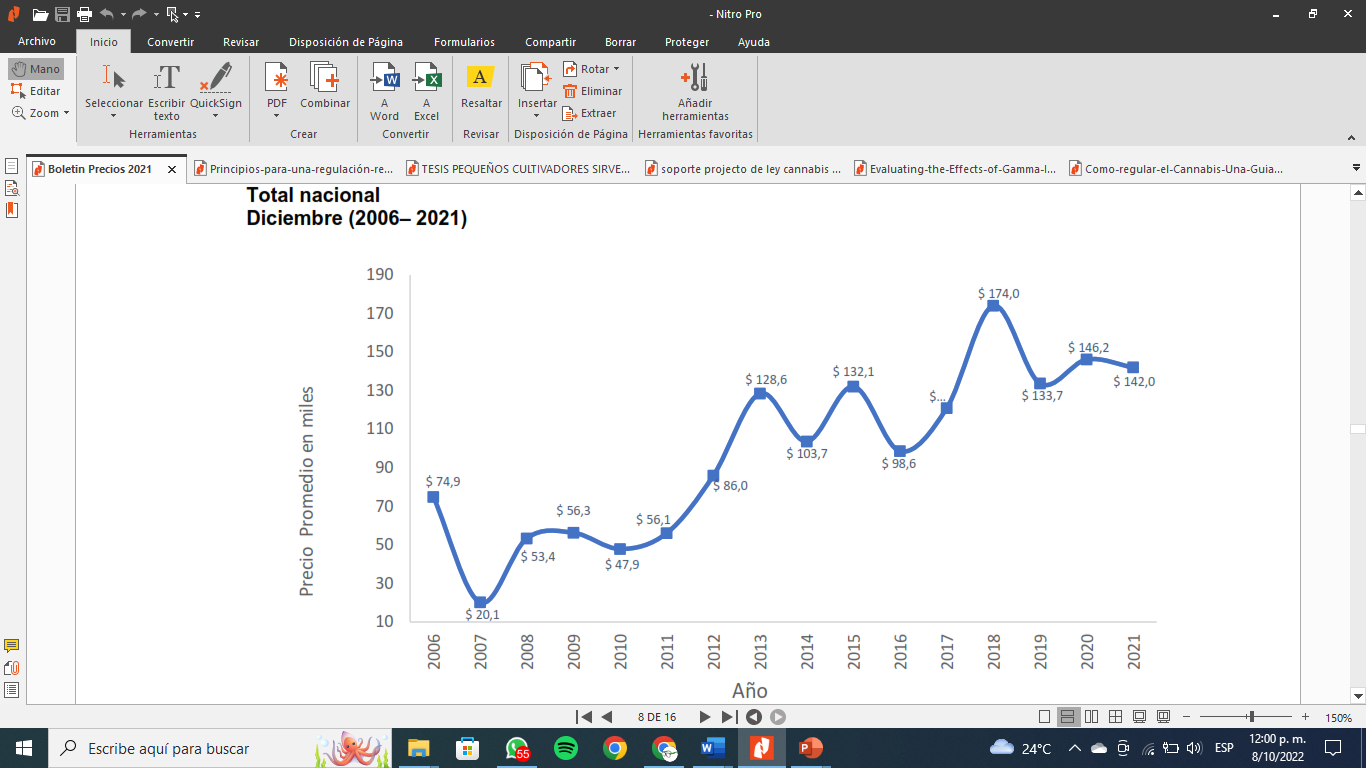 - Nitro Pro
Archivo Inicio Convertir Revisar Disposición de Página Formularios Compartir Borrar Proteger Ayuda
Mano
Editar
Zoom
Seleccionar
Escribir texto
QuickSign
Herramientas
PDF
Combinar
Crear
A Word
A Excel
Convertir
Resaltar
Revisar
Insertar
Rotar
Eliminar
Extraer
Disposición de Página
Añadir herramientas
Herramientas favoritas
Boletin Precios 2021
Principios-para-una-regulación-re...
TESIS PEQUEÑOS CULTIVADORES SIRVE...
soporte projecto de ley cannabis ...
Evaluating-the-Effects-of-Gamma-I...
Como-regular-el-Cannabis-Una-Guia...
Total nacional
Diciembre (2006– 2021)
Precio Promedio en miles
190
170
150
130
110
90
70
50
30
10
$ 74,9
$ 20,1
$ 53,4
$ 56,3
$ 47,9
$ 56,1
$ 86,0
$ 128,6
$ 103,7
$ 132,1
$ 98,6
$...
$ 174,0
$ 133,7
$ 146,2
$ 142,0
2006 2007 2008 2009 2010 2011 2012 2013 2014 2015 2016 2017 2018 2019 2020 2021
Año
8 DE 16
150%
Escribe aquí para buscar
55
24°C
ESP
12:00 p. m.
8/10/2022